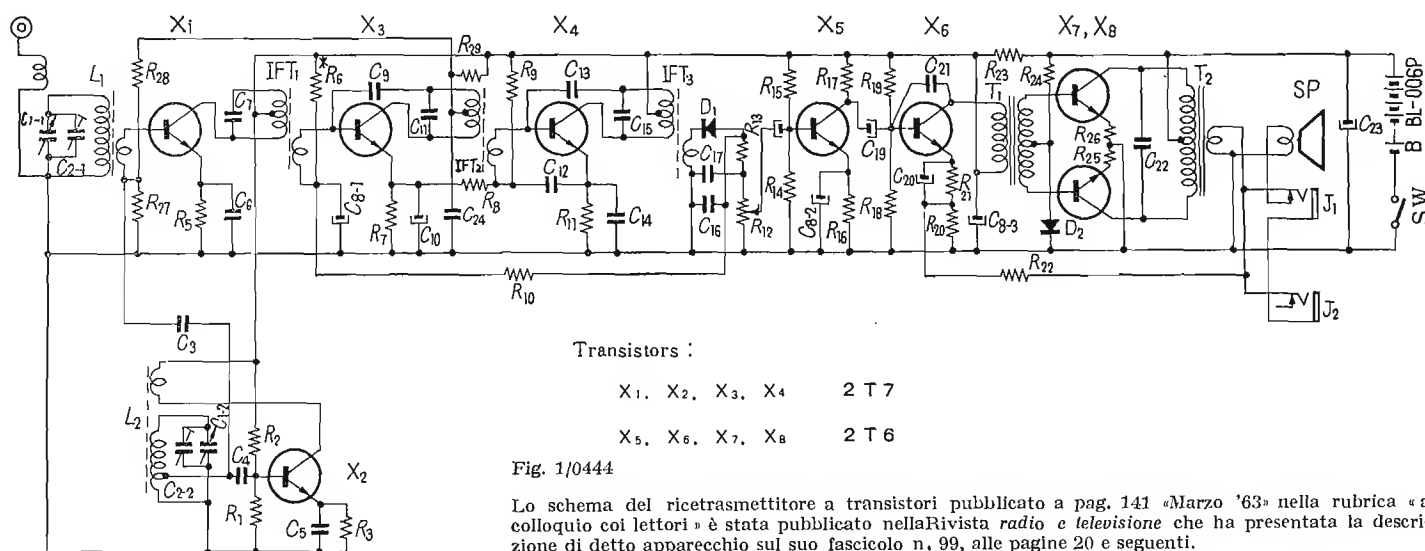 X1 X3 X4 X5 X6 X7, X8
L1 R28 IFT1 R6 * C9 R29 R9 C13 IFT3 R15 R17 R19 C21 R23 R24 T2 SP
C1-1 C7 C11 C15 D1 R13 T1 R26 C22 C23 B BL-006P
C2-1 R27 R5 C6 IFT2 C12 C17 R14 C19 C20 R21 R25
C8-1 R7 C10 R8 C24 R11 C14 C16 R12 C8-2 R16 R18 R20 C8-3 D2 J1 SW
R10 R22 J2
C3
L2 C1-2 R2 C4 X2
C2-2 R1 C5 R3
Transistors :
X1. X2. X3. X4 2 T 7
X5. X6. X7. X8 2 T 6
Fig. 1/0444
Lo schema del ricetrasmettitore a transistori pubblicato a pag. 141 «Marzo '63» nella rubrica « a
colloquio coi lettori » è stata pubblicato nellaRivista radio e televisione che ha presentata la descri-
zione di detto apparecchio sul suo fascicolo n. 99, alle pagine 20 e seguenti.